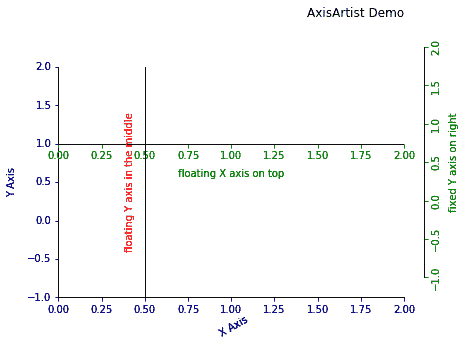 AxisArtist Demo
2.0
1.5
1.0
0.5
0.0
−0.5
−1.0
Y Axis
0.00 0.25 0.50 0.75 1.00 1.25 1.50 1.75 2.00
floating X axis on top
floating Y axis in the middle
2.0
1.5
1.0
0.5
0.0
−0.5
−1.0
fixed Y axis on right
0.00 0.25 0.50 0.75 1.00 1.25 1.50 1.75 2.00
X Axis